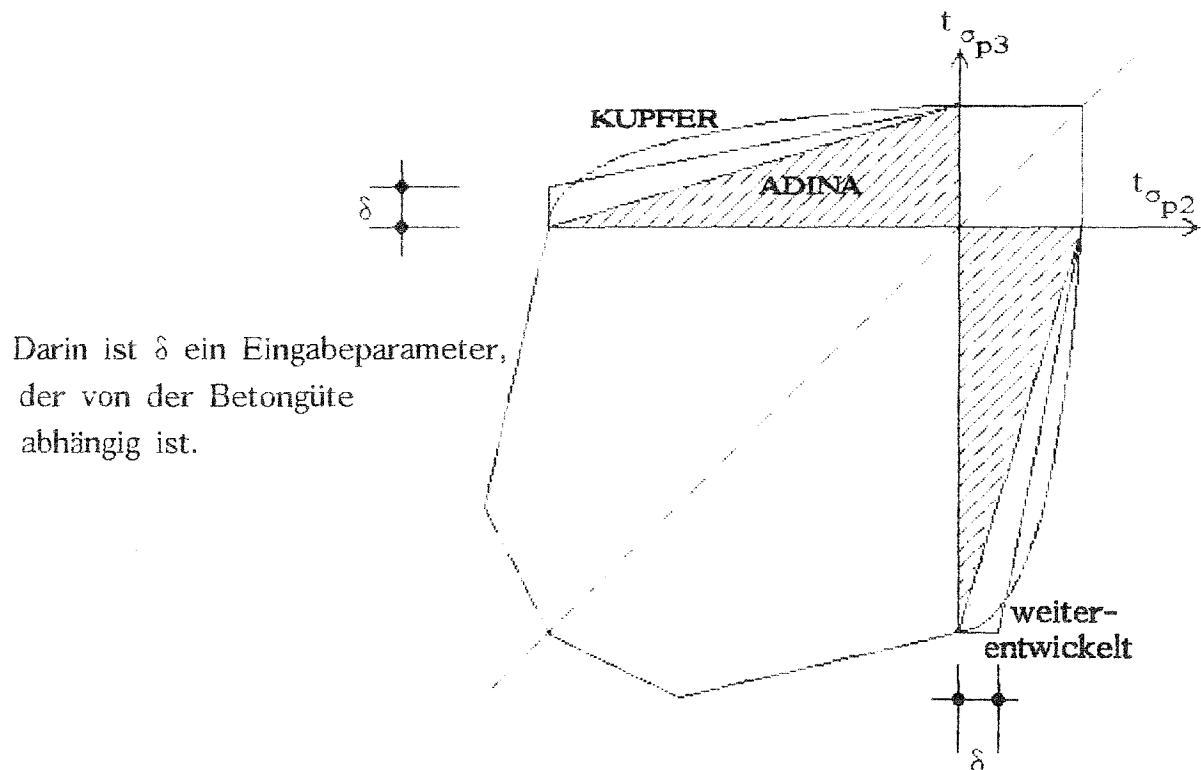 t
σp3
KUPFER
ADINA
t
σp2
δ
Darin ist δ ein Eingabeparameter,
der von der Betongüte
abhängig ist.
weiter-
entwickelt
δ